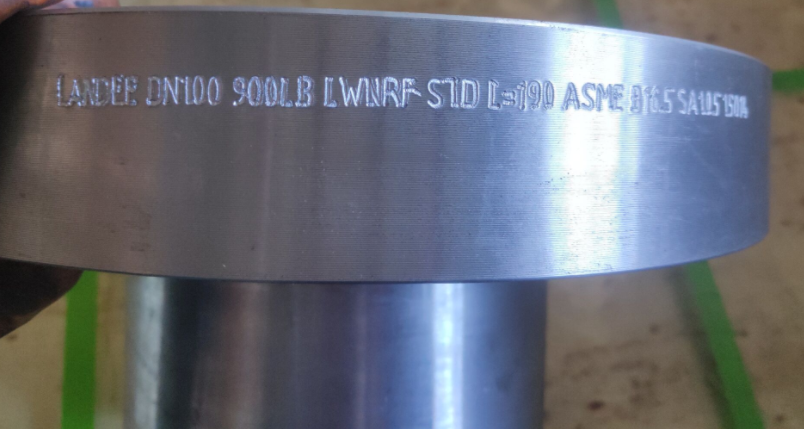 LANDEE DN100 900LB LWNRF STD L=190 ASME B16.5 SA105